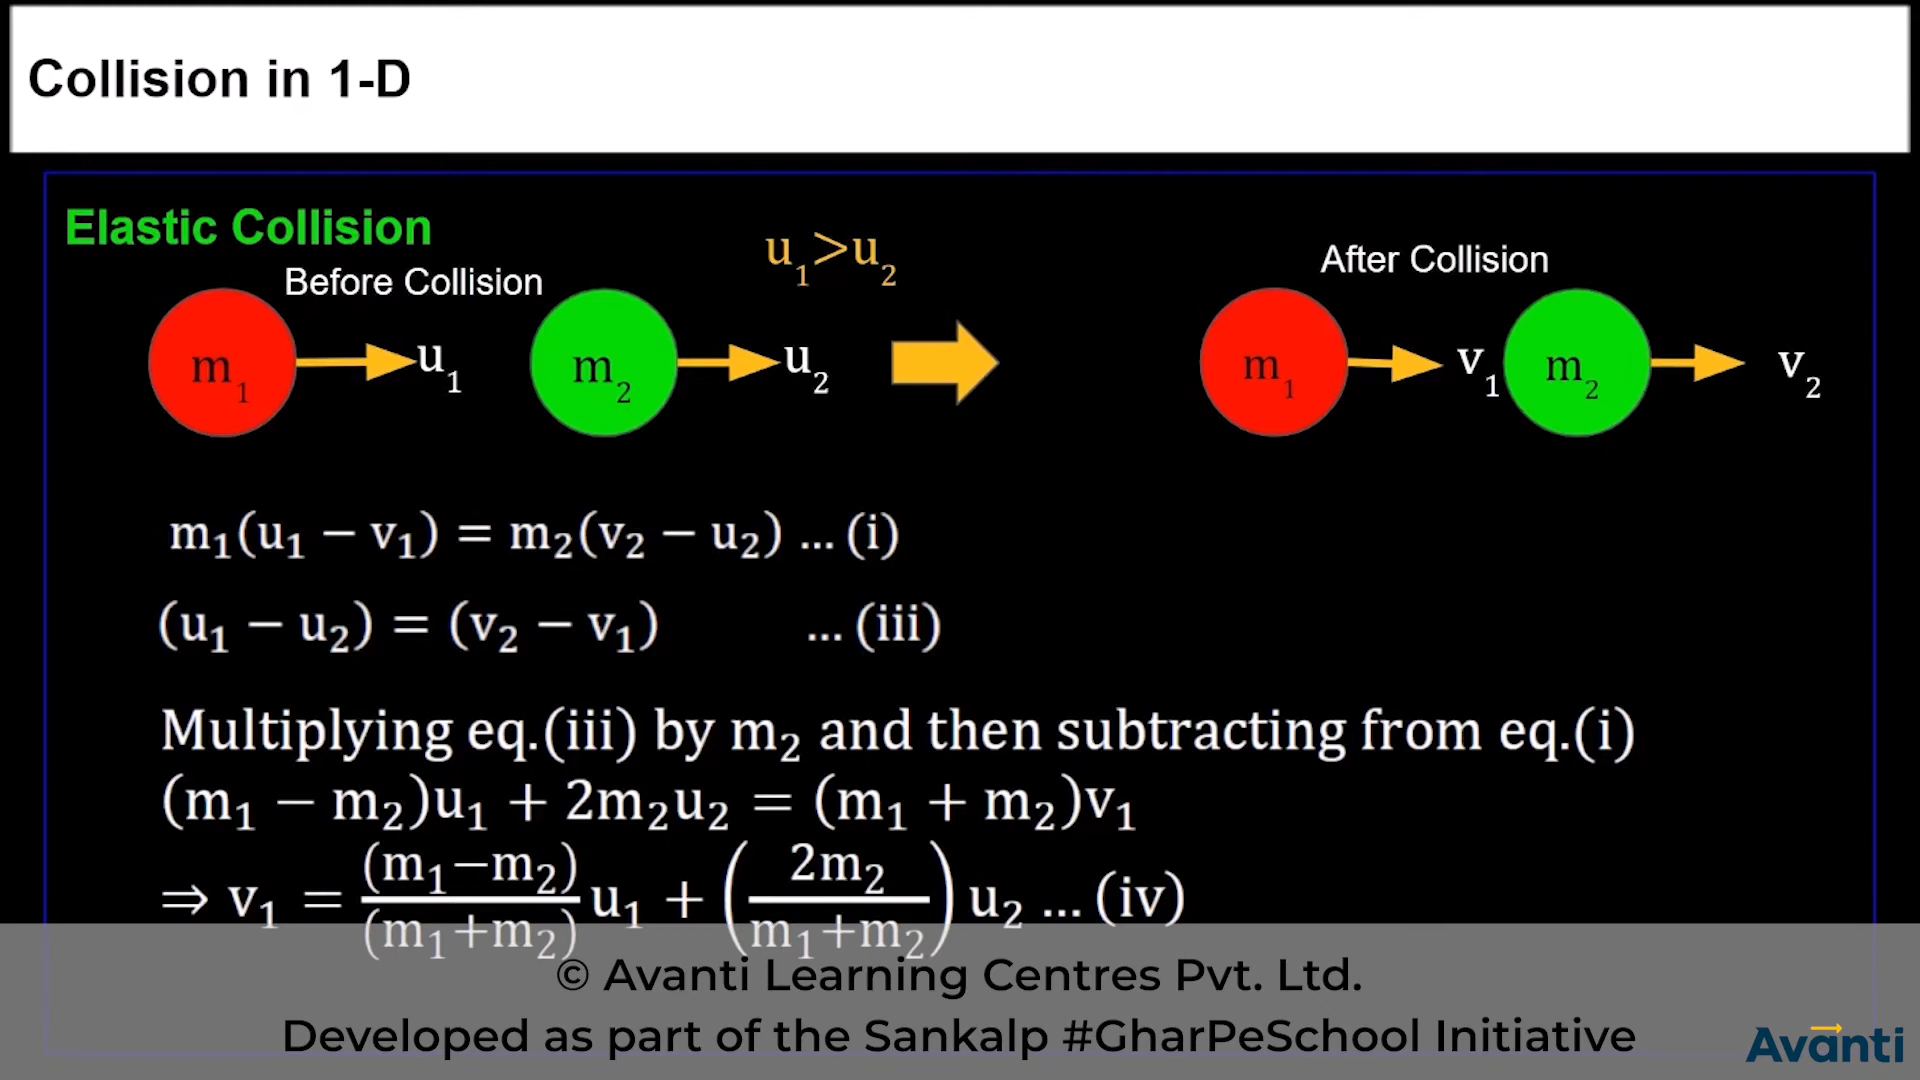 Collision in 1-D
Elastic Collision
Before Collision
u₁>u₂
After Collision
m₁ u₁ m₂ u₂ m₁ v₁ m₂ v₂
m₁(u₁ − v₁) = m₂(v₂ − u₂) ... (i)
(u₁ − u₂) = (v₂ − v₁) ... (iii)
Multiplying eq.(iii) by m₂ and then subtracting from eq.(i)
(m₁ − m₂)u₁ + 2m₂u₂ = (m₁ + m₂)v₁
⇒ v₁ = (m₁−m₂)/(m₁+m₂) u₁ + (2m₂/m₁+m₂) u₂ ... (iv)
© Avanti Learning Centres Pvt. Ltd.
Developed as part of the Sankalp #GharPeSchool Initiative
Avanti